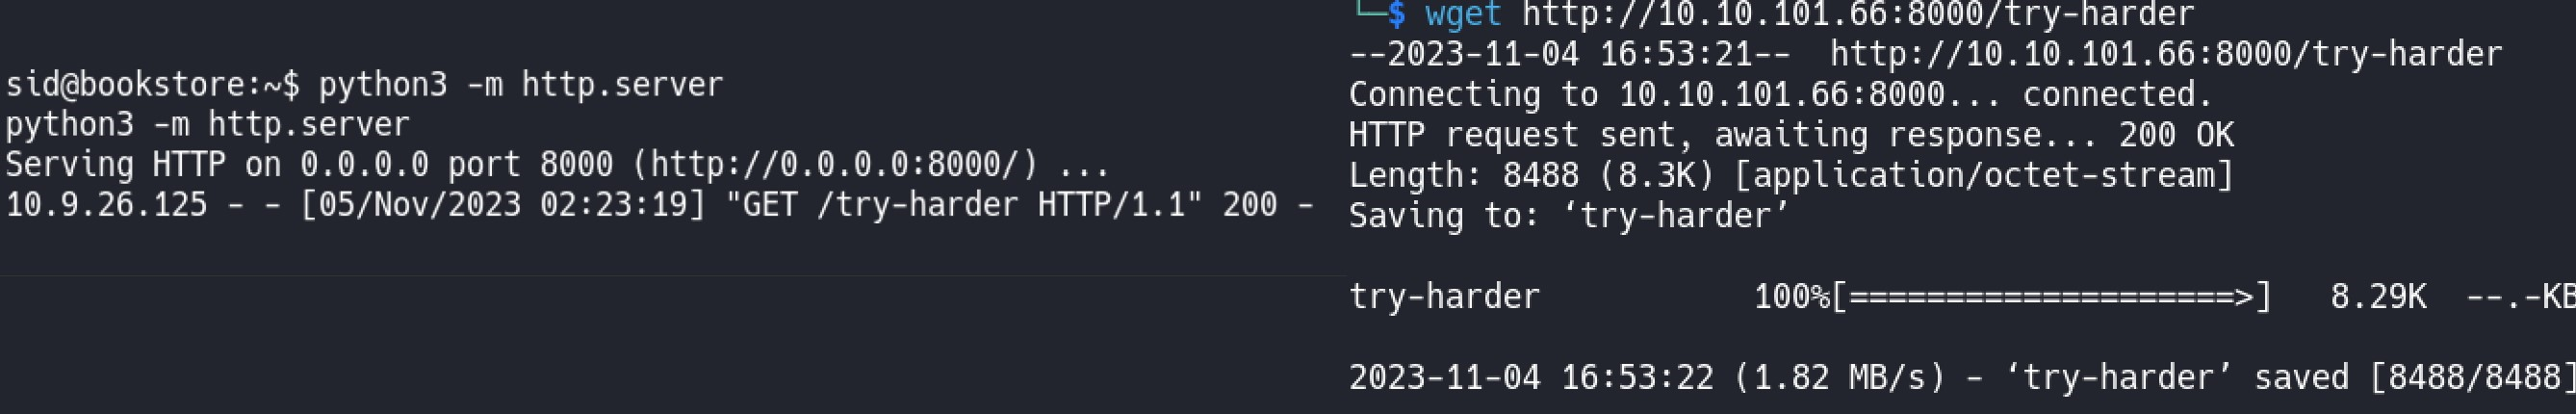 sid@bookstore:~$ python3 -m http.server
python3 -m http.server
Serving HTTP on 0.0.0.0 port 8000 (http://0.0.0.0:8000/) ...
10.9.26.125 - - [05/Nov/2023 02:23:19] "GET /try-harder HTTP/1.1" 200 -
└─$ wget http://10.10.101.66:8000/try-harder
--2023-11-04 16:53:21--  http://10.10.101.66:8000/try-harder
Connecting to 10.10.101.66:8000... connected.
HTTP request sent, awaiting response... 200 OK
Length: 8488 (8.3K) [application/octet-stream]
Saving to: ‘try-harder’
try-harder           100%[====================>]   8.29K  --.-KB
2023-11-04 16:53:22 (1.82 MB/s) - ‘try-harder’ saved [8488/8488]